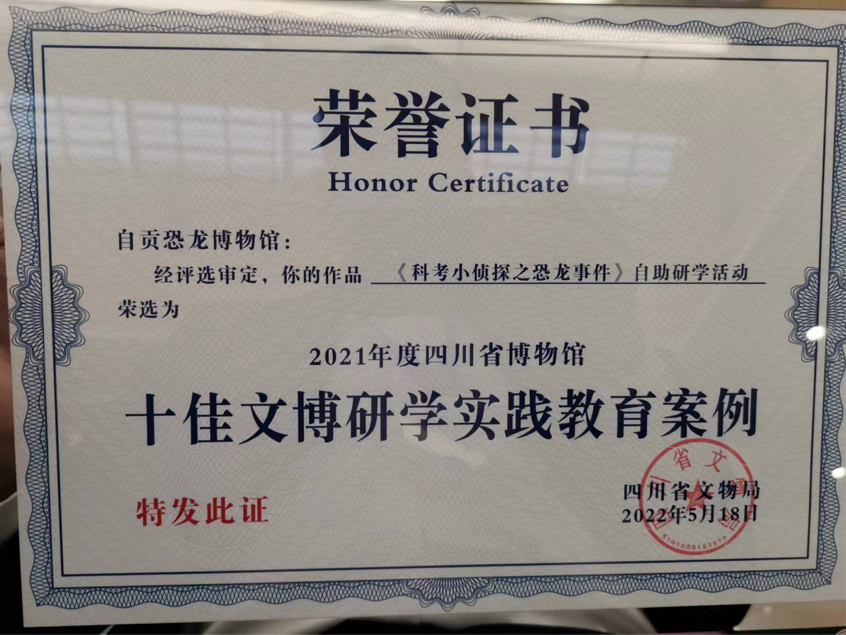 荣誉证书
Honor Certificate
自贡恐龙博物馆：
经评选审定，你的作品 《科考小侦探之恐龙事件》自助研学活动
荣选为
2021年度四川省博物馆
十佳文博研学实践教育案例
特发此证
四川省文物局
2022年5月18日